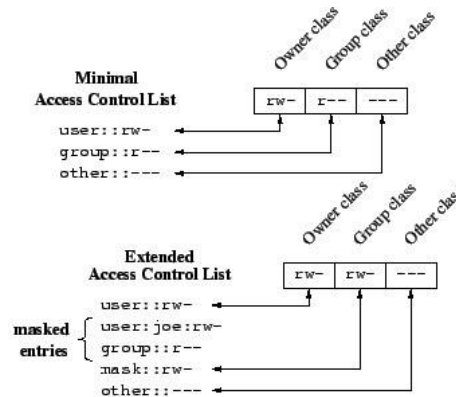 Owner class
Group class
Other class
Minimal
Access Control List
rw- r-- ---
user::rw-
group::r--
other::---
Owner class
Group class
Other class
Extended
Access Control List
rw- rw- ---
user::rw-
masked
entries
user:joe:rw-
group::r--
mask::rw-
other::---